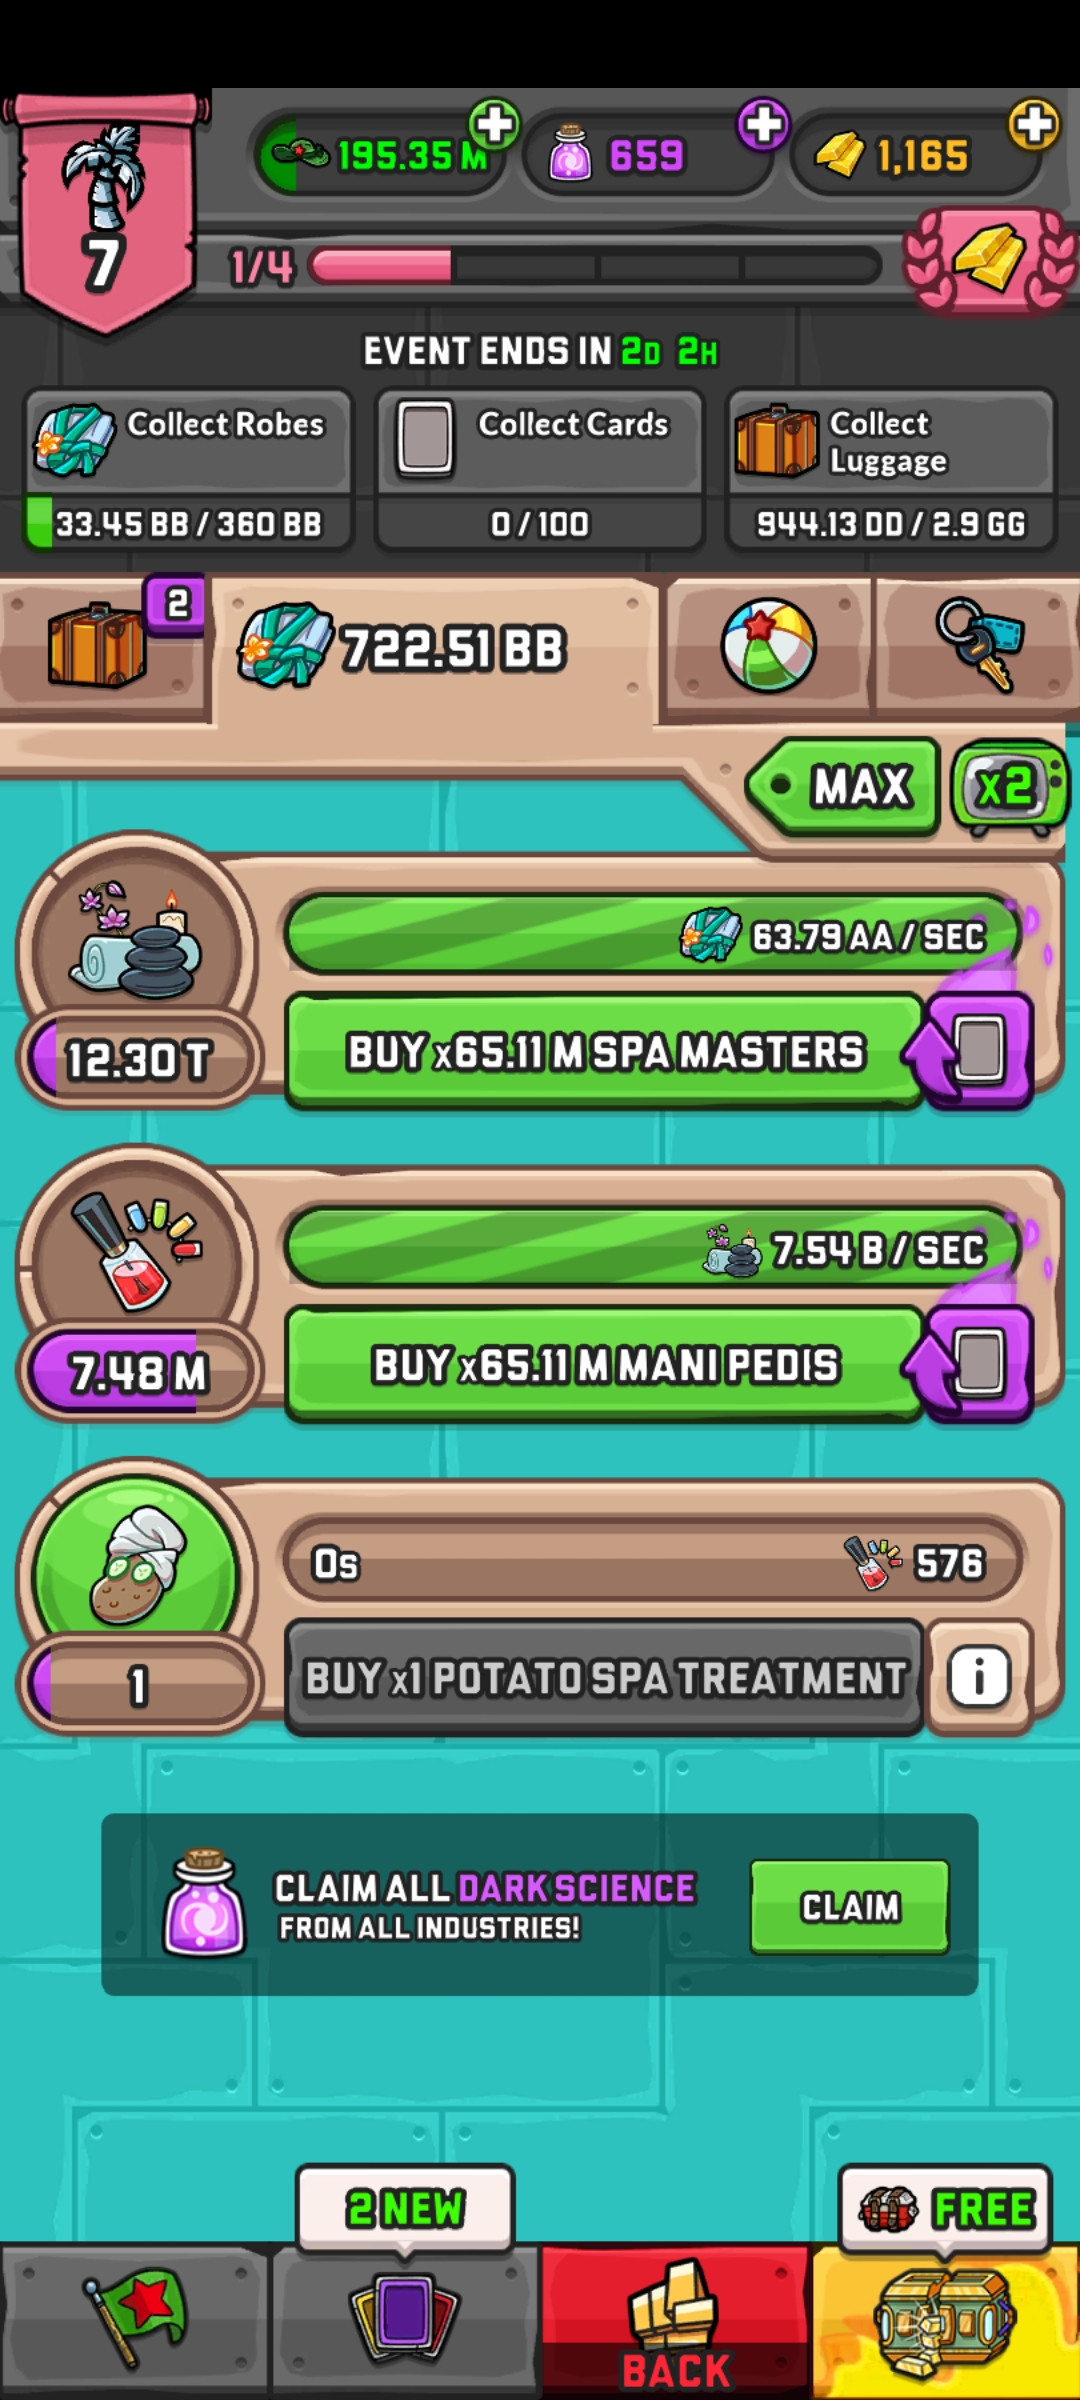 195.35 M
659
1,165
7
1/4
EVENT ENDS IN 2D 2H
Collect Robes
33.45 BB / 360 BB
Collect Cards
0 / 100
Collect
Luggage
944.13 DD / 2.9 GG
2
722.51 BB
MAX
x2
63.79 AA / SEC
12.30 T
BUY x65.11 M SPA MASTERS
7.54 B / SEC
7.48 M
BUY x65.11 M MANI PEDIS
0s
576
1
BUY x1 POTATO SPA TREATMENT
i
CLAIM ALL DARK SCIENCE
FROM ALL INDUSTRIES!
CLAIM
2 NEW
FREE
BACK